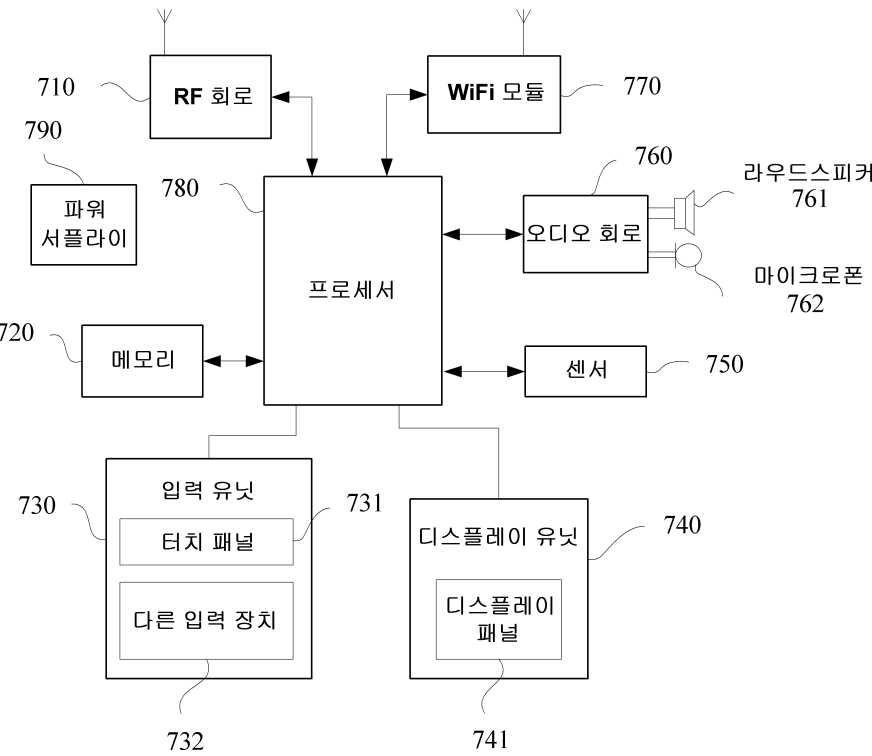 710
RF 회로
WiFi 모듈
770
790
파워
서플라이
780
프로세서
760
오디오 회로
라우드스피커
761
마이크로폰
762
720
메모리
센서
750
730
입력 유닛
731
터치 패널
다른 입력 장치
732
디스플레이 유닛
740
디스플레이
패널
741